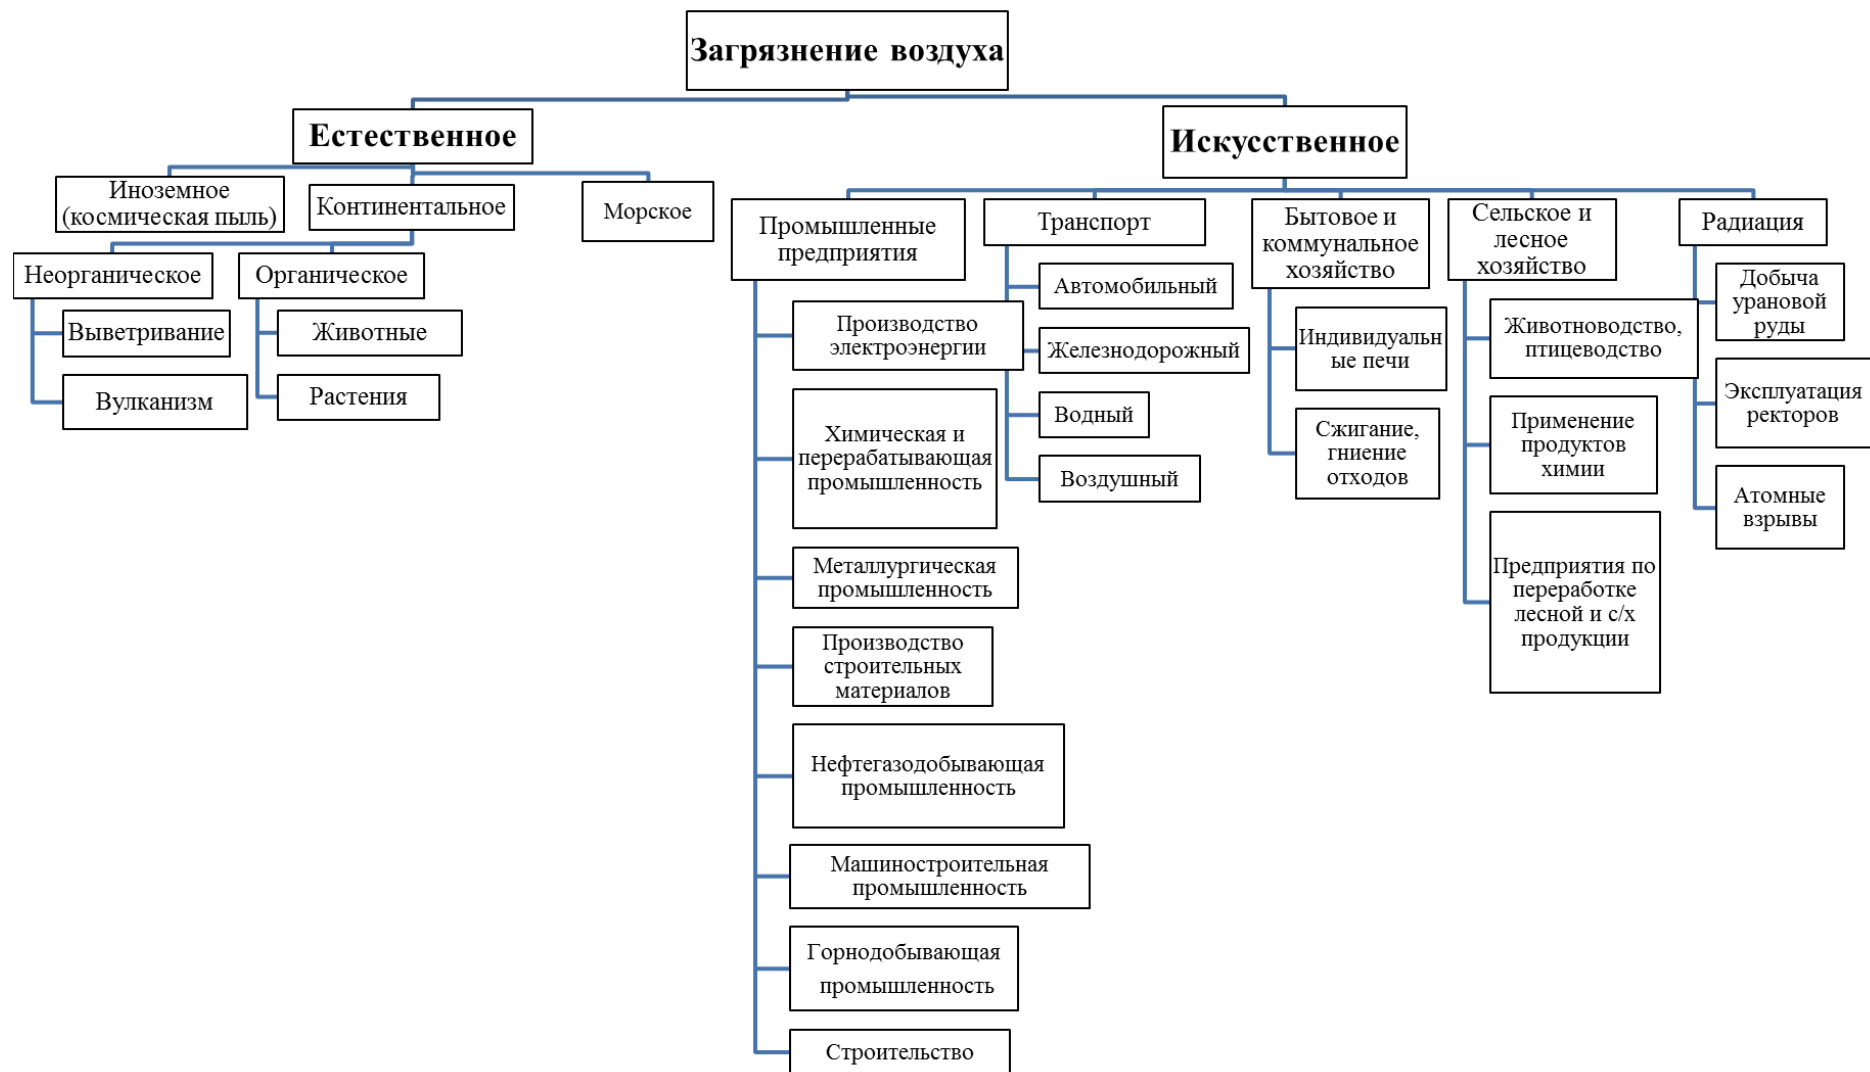 Загрязнение воздуха
Естественное
Искусственное
Иноземное
(космическая пыль)
Континентальное
Морское
Неорганическое
Выветривание
Вулканизм
Органическое
Животные
Растения
Промышленные
предприятия
Производство
электроэнергии
Химическая и
перерабатывающая
промышленность
Металлургическая
промышленность
Производство
строительных
материалов
Нефтегазодобывающая
промышленность
Машиностроительная
промышленность
Горнодобывающая
промышленность
Строительство
Транспорт
Автомобильный
Железнодорожный
Водный
Воздушный
Бытовое и
коммунальное
хозяйство
Индивидуальн
ые печи
Сжигание,
гниение
отходов
Сельское и
лесное
хозяйство
Животноводство,
птицеводство
Применение
продуктов
химии
Предприятия по
переработке
лесной и с/х
продукции
Радиация
Добыча
урановой
руды
Эксплуатация
ректоров
Атомные
взрывы